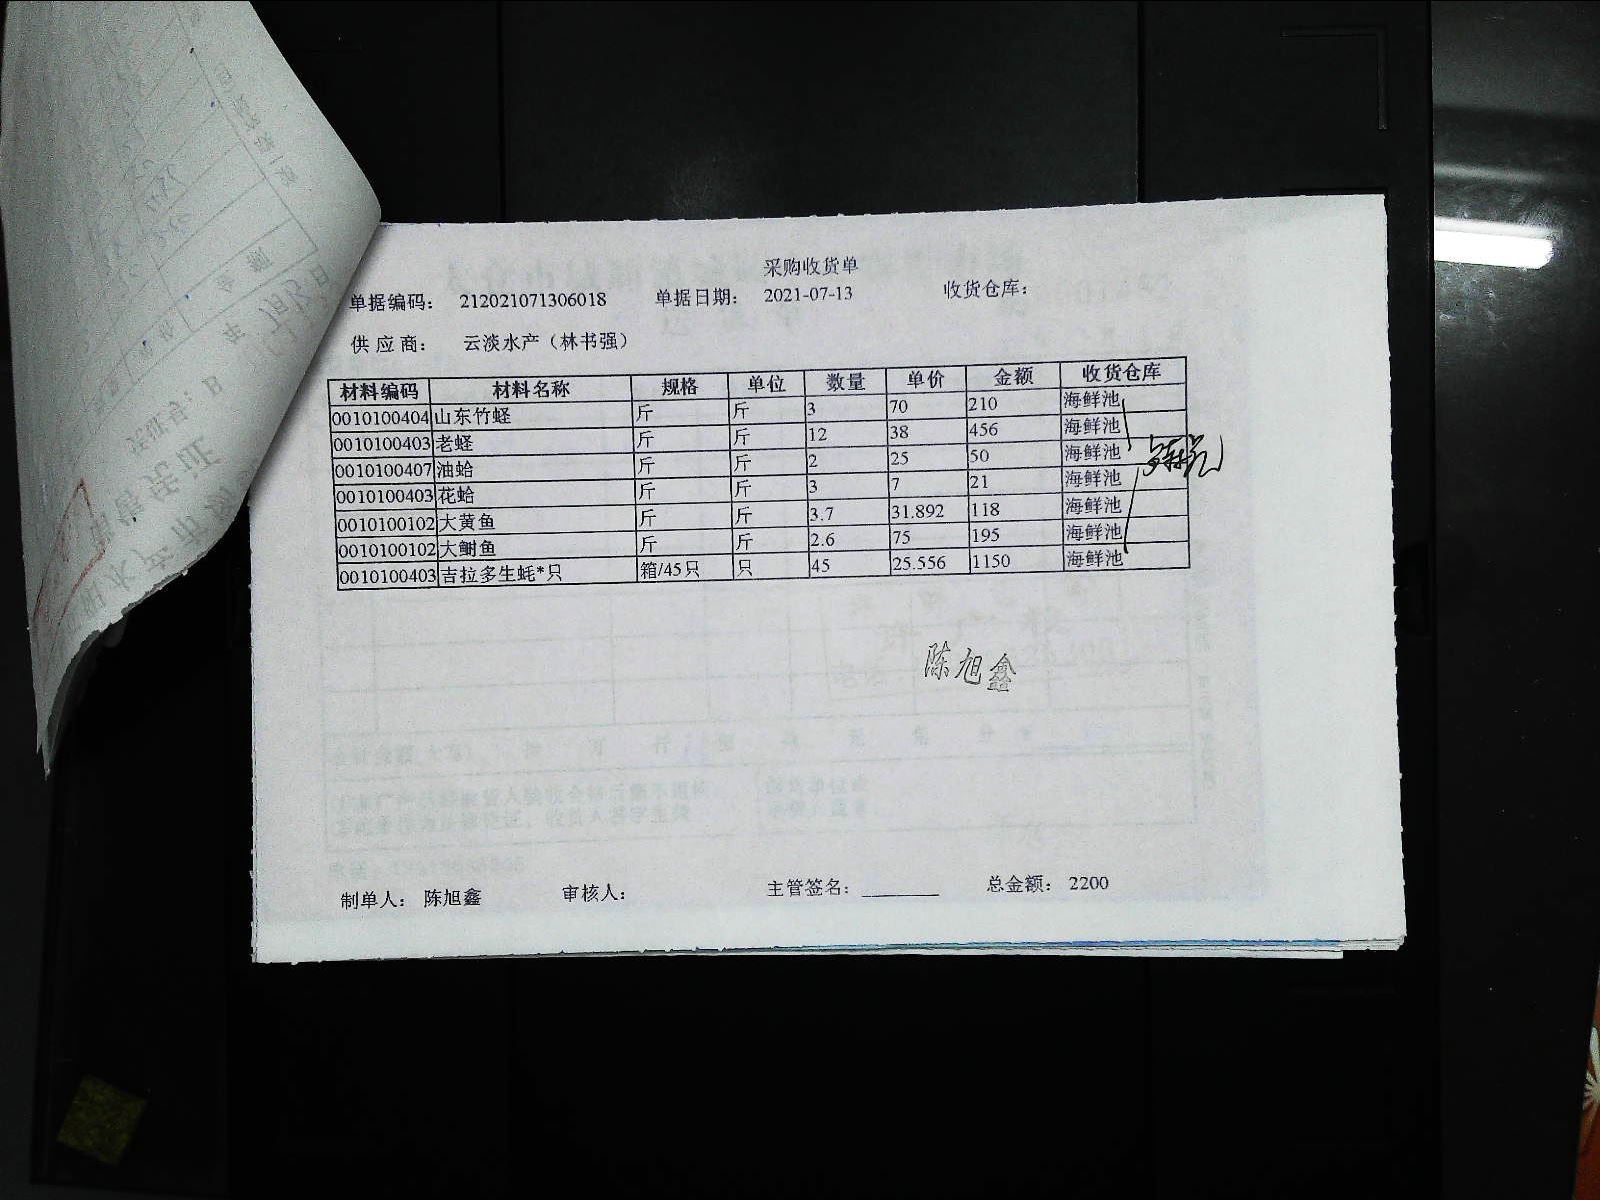 采购收货单
单据编码： 212021071306018 单据日期： 2021-07-13 收货仓库：
供 应 商： 云淡水产（林书强）
材料编码 材料名称 规格 单位 数量 单价 金额 收货仓库
0010100404 山东竹蛏 斤 斤 3 70 210 海鲜池
0010100403 老蛏 斤 斤 12 38 456 海鲜池
0010100407 油蛤 斤 斤 2 25 50 海鲜池
0010100403 花蛤 斤 斤 3 7 21 海鲜池
0010100102 大黄鱼 斤 斤 3.7 31.892 118 海鲜池
0010100102 大鮰鱼 斤 斤 2.6 75 195 海鲜池
0010100403 吉拉多生蚝*只 箱/45只 只 45 25.556 1150 海鲜池
陈旭鑫
制单人： 陈旭鑫 审核人： 主管签名：________ 总金额： 2200